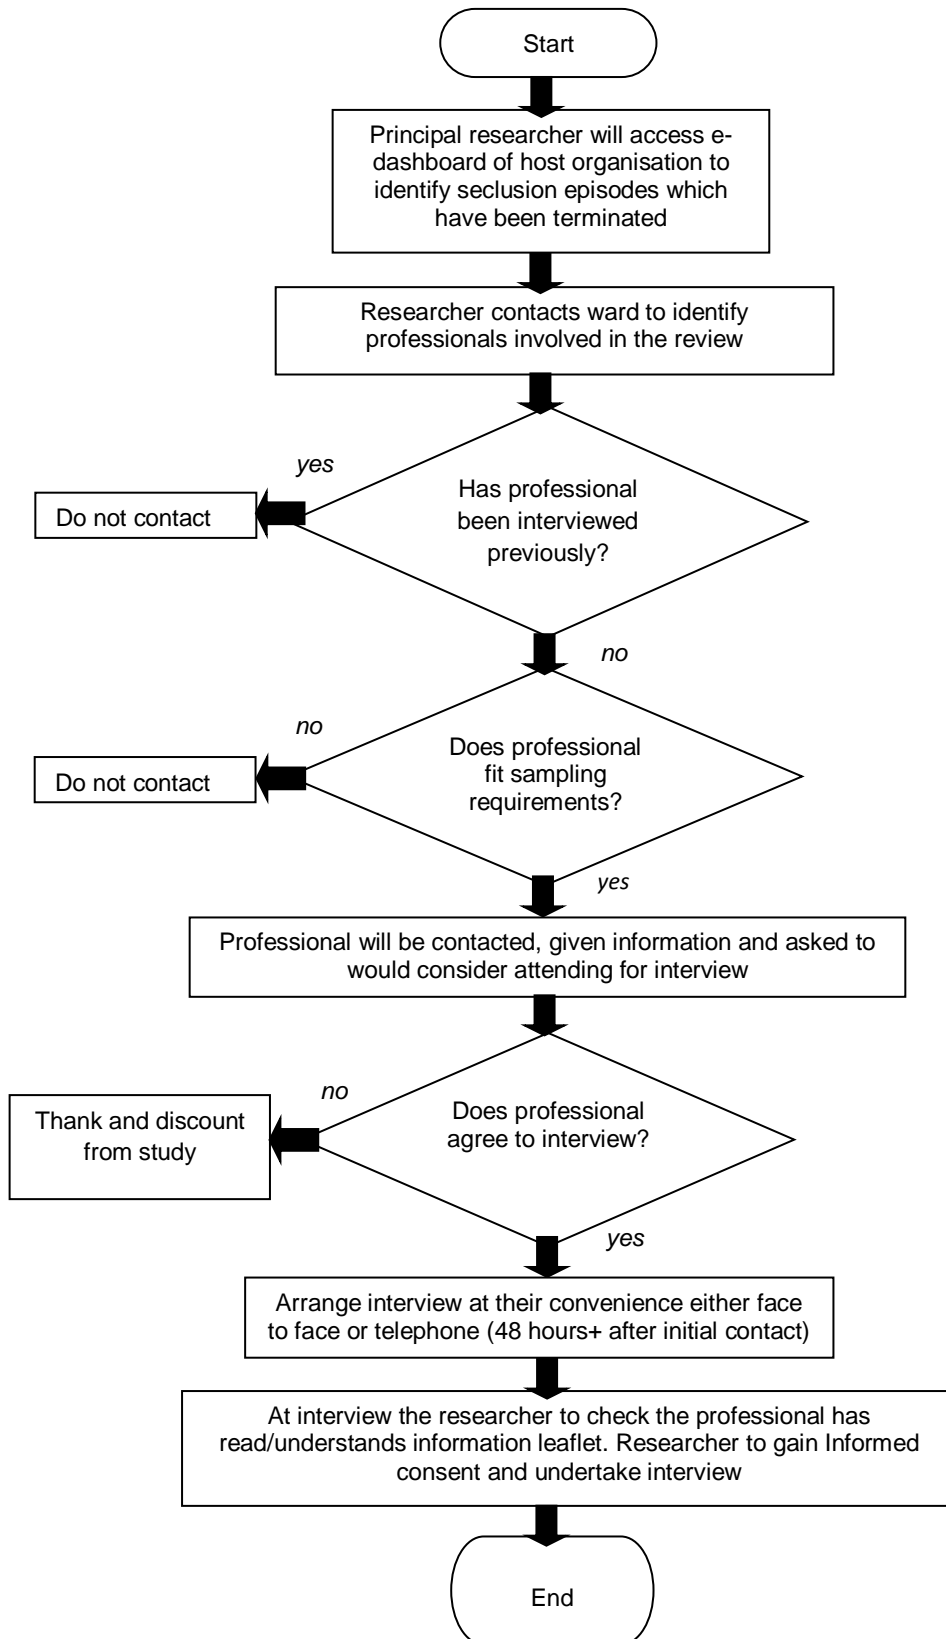 Start
Principal researcher will access e-
dashboard of host organisation to
identify seclusion episodes which
have been terminated
Researcher contacts ward to identify
professionals involved in the review
yes
Has professional
been interviewed
previously?
Do not contact
no
no
Does professional
fit sampling
requirements?
Do not contact
yes
Professional will be contacted, given information and asked to
would consider attending for interview
no
Does professional
agree to interview?
Thank and discount
from study
yes
Arrange interview at their convenience either face
to face or telephone (48 hours+ after initial contact)
At interview the researcher to check the professional has
read/understands information leaflet. Researcher to gain Informed
consent and undertake interview
End